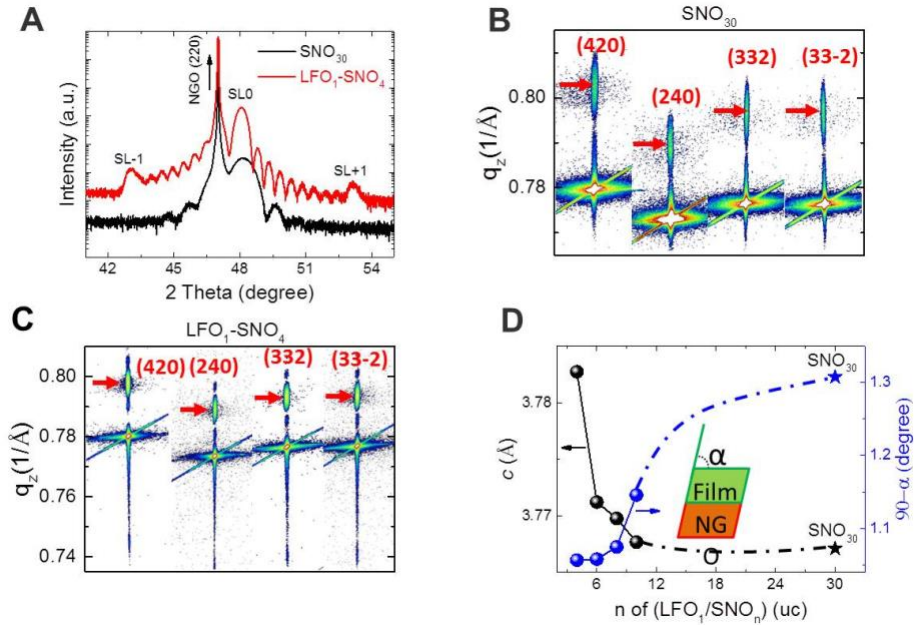 A
NGO (220)
SNO30
LFO1-SNO4
SL-1
SL0
SL+1
Intensity (a.u.)
42 45 48 51 54
2 Theta (degree)
B
SNO30
(420)
(240)
(332)
(33-2)
0.80
0.78
qz(1/Å)
C
LFO1-SNO4
(420)
(240)
(332)
(33-2)
0.80
0.78
0.76
0.74
qz(1/Å)
D
SNO30
SNO30
α
Film
NG
O
3.78
3.77
c (Å)
1.3
1.2
1.1
90-α (degree)
6 12 18 24 30
n of (LFO1/SNOn) (uc)